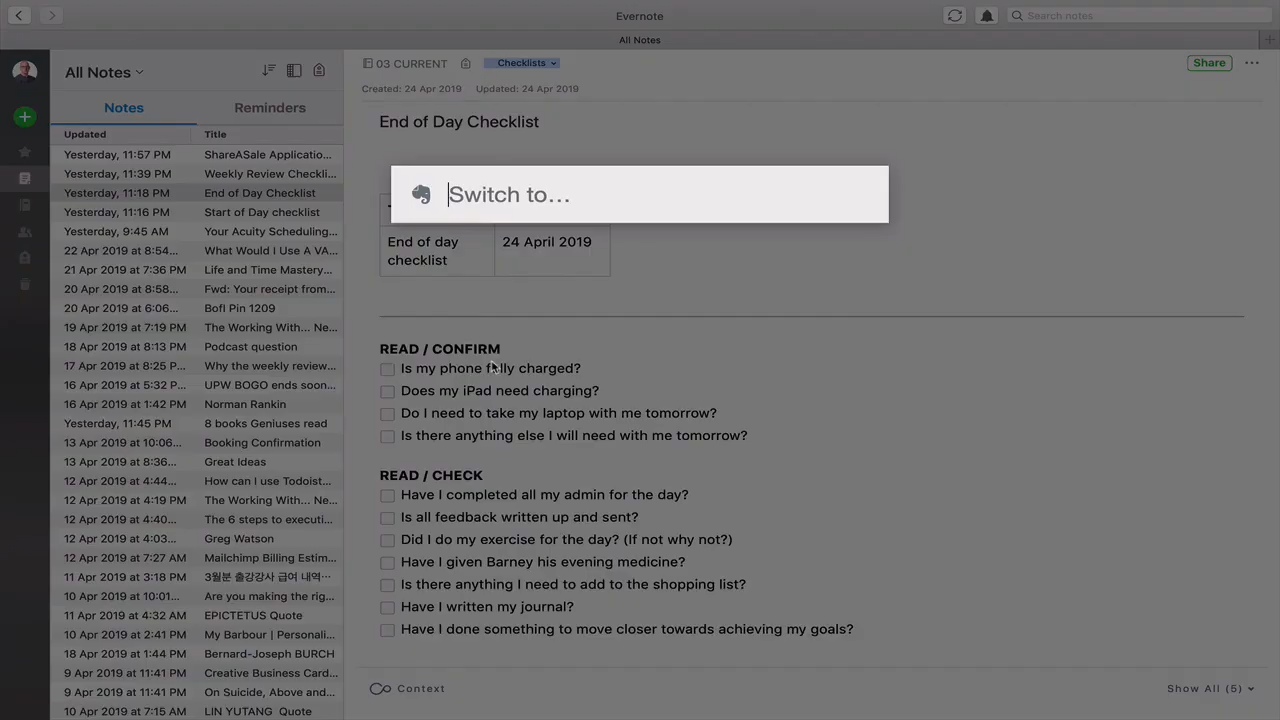 Evernote
Search notes
All Notes
All Notes
Notes
Reminders
Updated Title
Yesterday, 11:57 PM ShareASale Applicatio...
Yesterday, 11:39 PM Weekly Review Checkli...
Yesterday, 11:18 PM End of Day Checklist
Yesterday, 11:16 PM Start of Day checklist
Yesterday, 9:45 AM Your Acuity Scheduling...
22 Apr 2019 at 8:54... What Would I Use A VA...
21 Apr 2019 at 7:36 PM Life and Time Mastery...
20 Apr 2019 at 8:58... Fwd: Your receipt from...
20 Apr 2019 at 6:06... BofI Pin 1209
19 Apr 2019 at 7:19 PM The Working With... Ne...
18 Apr 2019 at 8:13 PM Podcast question
17 Apr 2019 at 8:25 P... Why the weekly review...
16 Apr 2019 at 5:32 P... UPW BOGO ends soon...
16 Apr 2019 at 1:42 PM Norman Rankin
Yesterday, 11:45 PM 8 books Geniuses read
13 Apr 2019 at 10:06... Booking Confirmation
13 Apr 2019 at 8:36... Great Ideas
12 Apr 2019 at 4:44... How can I use Todoist...
12 Apr 2019 at 4:19 PM The Working With... Ne...
12 Apr 2019 at 4:40... The 6 steps to executi...
12 Apr 2019 at 4:03... Greg Watson
12 Apr 2019 at 7:27 AM Mailchimp Billing Estim...
11 Apr 2019 at 3:18 PM 3월분 출강강사 급여 내역...
10 Apr 2019 at 10:01... Are you making the rig...
11 Apr 2019 at 4:32 AM EPICTETUS Quote
10 Apr 2019 at 2:41 PM My Barbour | Personali...
18 Apr 2019 at 1:44 PM Bernard-Joseph BURCH
9 Apr 2019 at 11:41 PM Creative Business Card...
9 Apr 2019 at 11:41 PM On Suicide, Above and...
10 Apr 2019 at 7:15 AM LIN YUTANG Quote
03 CURRENT
Checklists
Share
Created: 24 Apr 2019 Updated: 24 Apr 2019
End of Day Checklist
Switch to...
End of day 24 April 2019
checklist
READ / CONFIRM
Is my phone fully charged?
Does my iPad need charging?
Do I need to take my laptop with me tomorrow?
Is there anything else I will need with me tomorrow?
READ / CHECK
Have I completed all my admin for the day?
Is all feedback written up and sent?
Did I do my exercise for the day? (If not why not?)
Have I given Barney his evening medicine?
Is there anything I need to add to the shopping list?
Have I written my journal?
Have I done something to move closer towards achieving my goals?
Context
Show All (5)